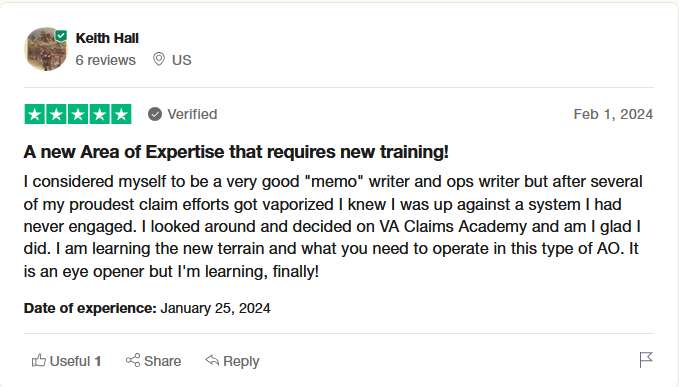 Keith Hall
6 reviews US
Verified Feb 1, 2024
A new Area of Expertise that requires new training!
I considered myself to be a very good "memo" writer and ops writer but after several
of my proudest claim efforts got vaporized I knew I was up against a system I had
never engaged. I looked around and decided on VA Claims Academy and am I glad I
did. I am learning the new terrain and what you need to operate in this type of AO. It
is an eye opener but I'm learning, finally!
Date of experience: January 25, 2024
Useful 1 Share Reply